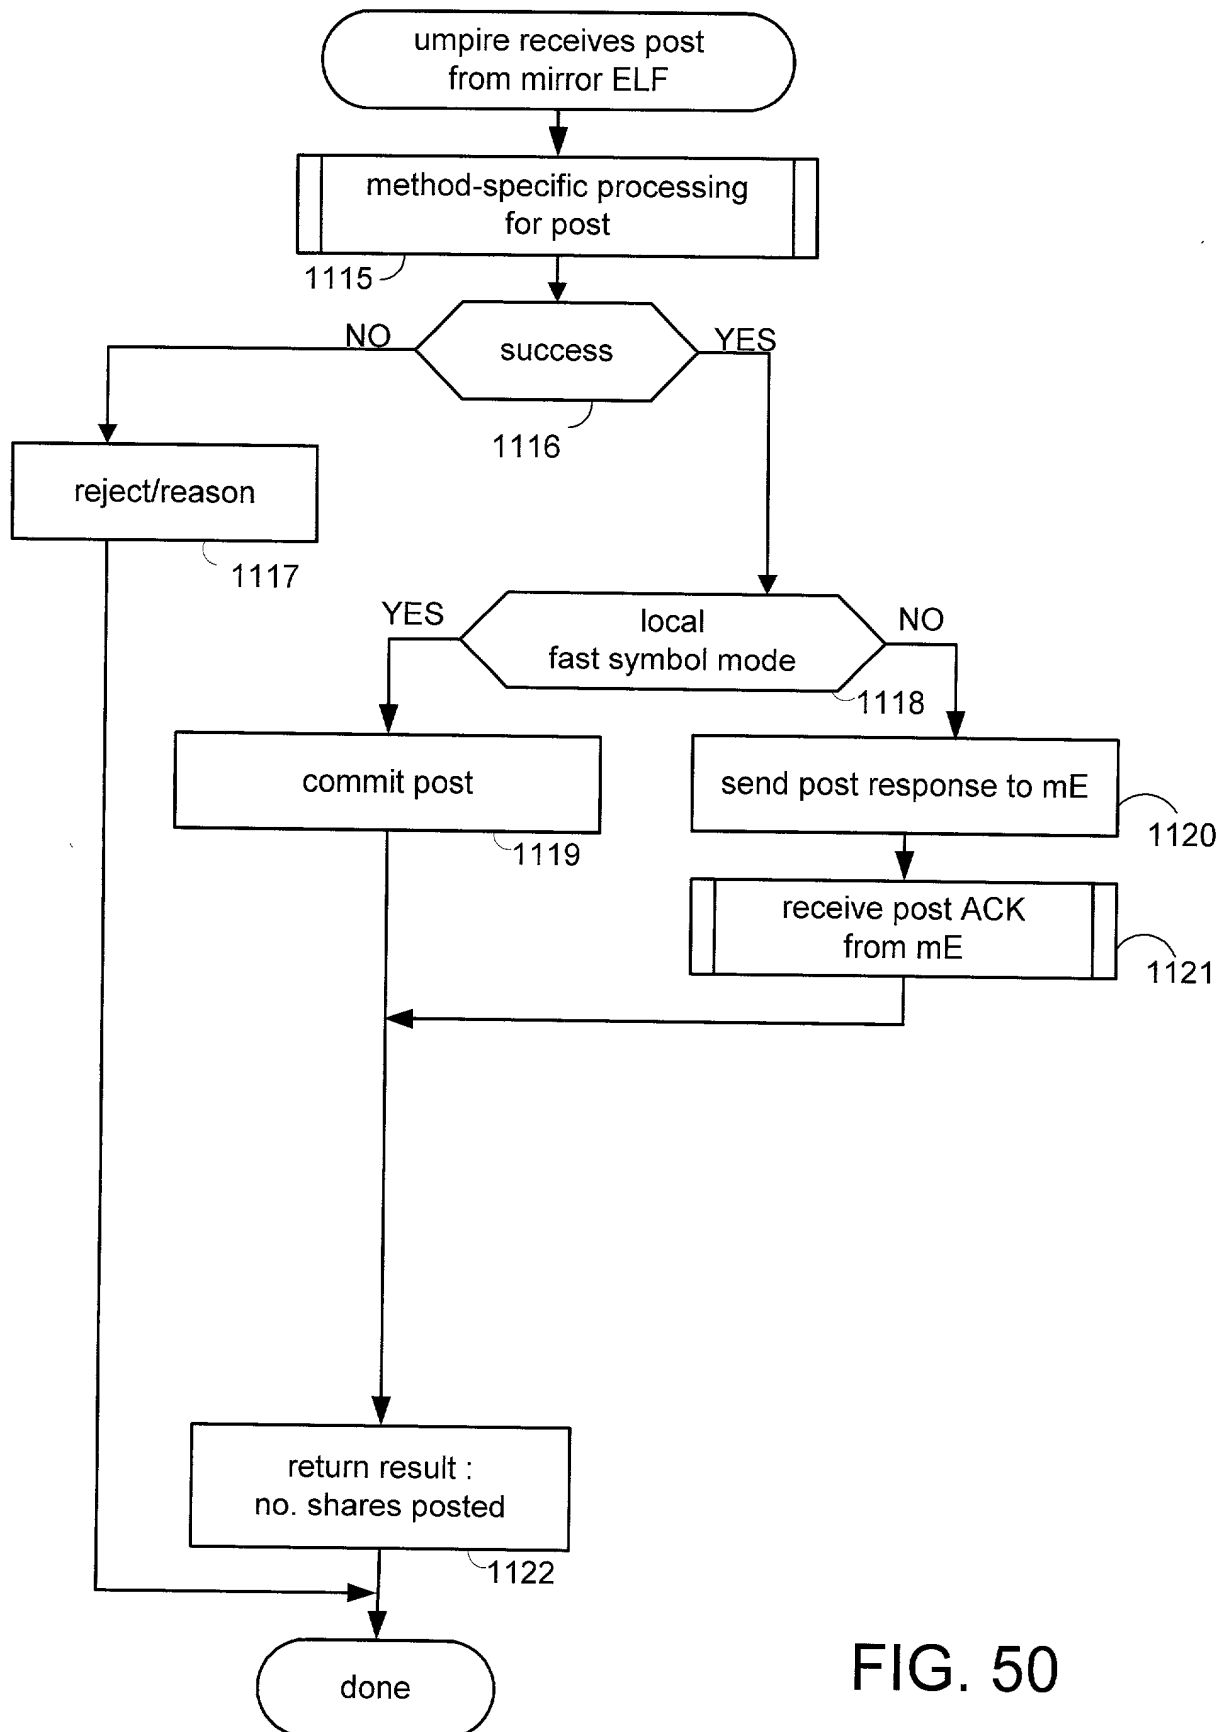 umpire receives post
from mirror ELF
method-specific processing
for post
1115
NO
success
YES
1116
reject/reason
1117
YES
local
fast symbol mode
NO
1118
commit post
1119
send post response to mE
1120
receive post ACK
from mE
1121
return result :
no. shares posted
1122
done
FIG. 50